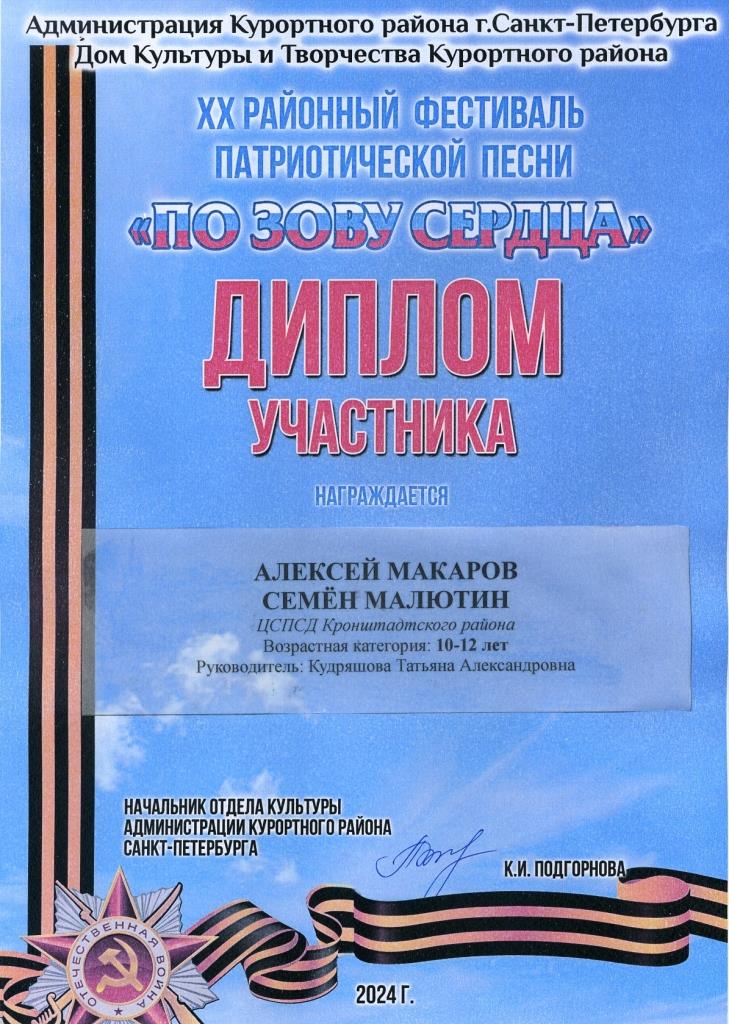 Администрация Курортного района г.Санкт-Петербурга
Дом Культуры и Творчества Курортного района
XX РАЙОННЫЙ ФЕСТИВАЛЬ
ПАТРИОТИЧЕСКОЙ ПЕСНИ
«ПО ЗОВУ СЕРДЦА»
ДИПЛОМ
УЧАСТНИКА
НАГРАЖДАЕТСЯ
АЛЕКСЕЙ МАКАРОВ
СЕМЁН МАЛЮТИН
ЦСПСД Кронштадтского района
Возрастная категория: 10-12 лет
Руководитель: Кудряшова Татьяна Александровна
НАЧАЛЬНИК ОТДЕЛА КУЛЬТУРЫ
АДМИНИСТРАЦИИ КУРОРТНОГО РАЙОНА
САНКТ-ПЕТЕРБУРГА
К.И. ПОДГОРНОВА
ОТЕЧЕСТВЕННАЯ ВОЙНА
2024 Г.